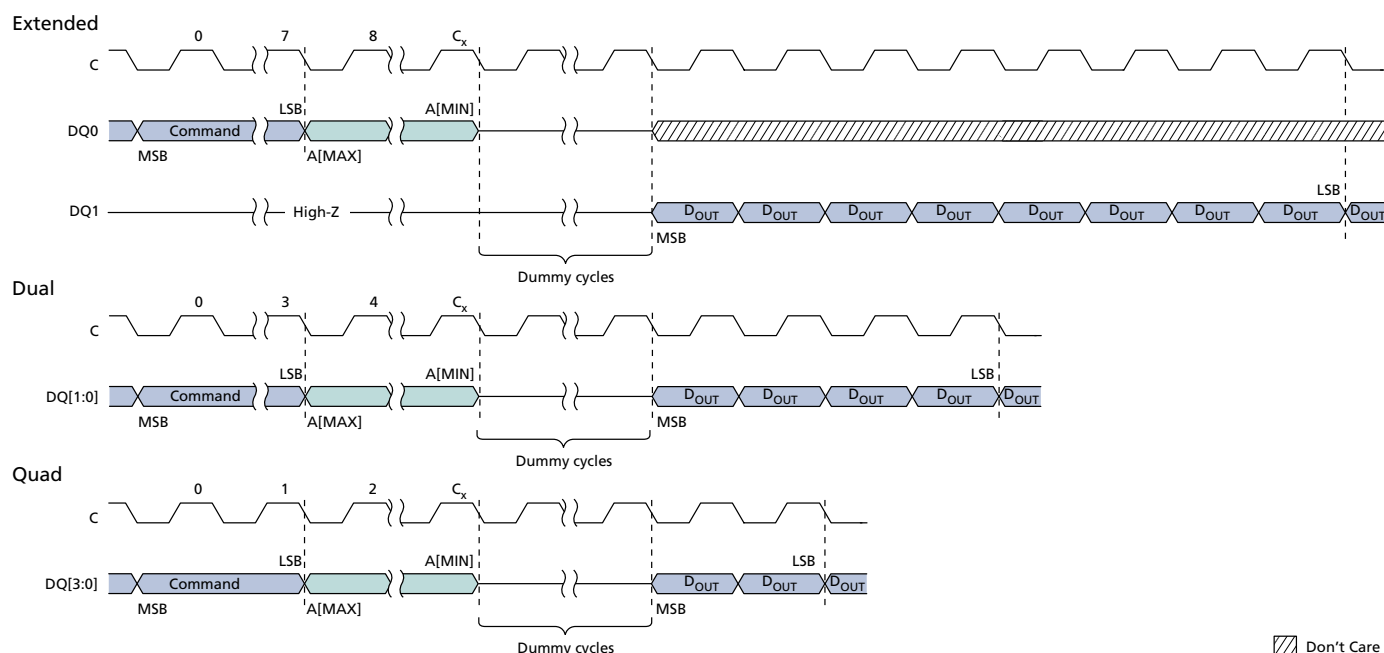 Extended
0 7 8 Cx
C
LSB A[MIN]
DQ0 Command
MSB A[MAX]
LSB
DQ1 High-Z DOUT DOUT DOUT DOUT DOUT DOUT DOUT DOUT DOUT
MSB
Dummy cycles
Dual
0 3 4 Cx
C
LSB A[MIN] LSB
DQ[1:0] Command DOUT DOUT DOUT DOUT DOUT
MSB A[MAX] MSB
Dummy cycles
Quad
0 1 2 Cx
C
LSB A[MIN] LSB
DQ[3:0] Command DOUT DOUT DOUT
MSB A[MAX] MSB
Dummy cycles
Don't Care